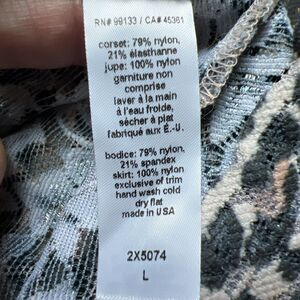 RN# 99133 / CA# 45361
corset: 79% nylon,
21% élasthanne
jupe: 100% nylon
garniture non
comprise
laver à la main
à l'eau froide,
sécher à plat
fabriqué aux É.-U.
bodice: 79% nylon,
21% spandex
skirt: 100% nylon
exclusive of trim
hand wash cold
dry flat
made in USA
2X5074
L